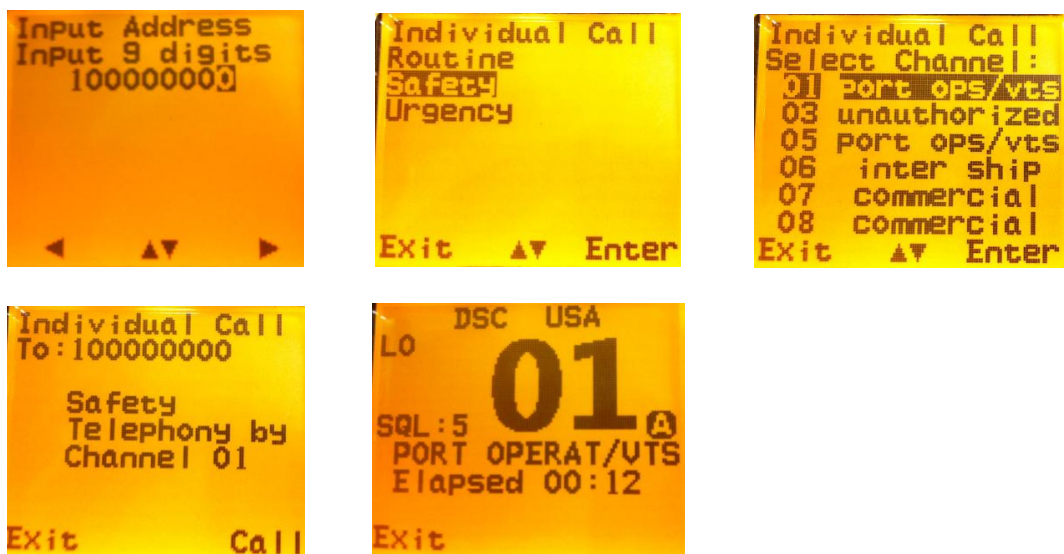 Input Address
Input 9 digits
100000000
Individual Call
Routine
Safety
Urgency
Exit ▲▼ Enter
Individual Call
Select Channel:
01 port ops/vts
03 unauthorized
05 port ops/vts
06 inter ship
07 commercial
08 commercial
Exit ▲▼ Enter
Individual Call
To:100000000
Safety
Telephony by
Channel 01
Exit Call
DSC USA
LO
01
SQL:5 A
PORT OPERAT/VTS
Elapsed 00:12
Exit